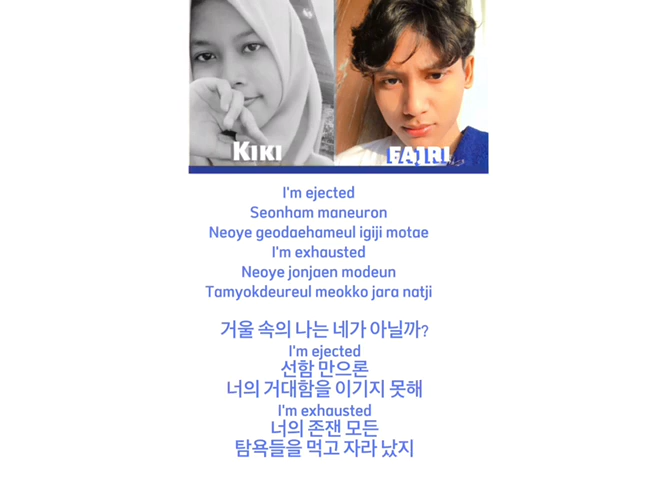 KIKI
FAJRI
I'm ejected
Seonham maneuron
Neoye geodaehameul igiji motae
I'm exhausted
Neoye jonjaen modeun
Tamyokdeureul meokko jara natji
거울 속의 나는 네가 아닐까?
I'm ejected
선함 만으론
너의 거대함을 이기지 못해
I'm exhausted
너의 존잰 모든
탐욕들을 먹고 자라 났지